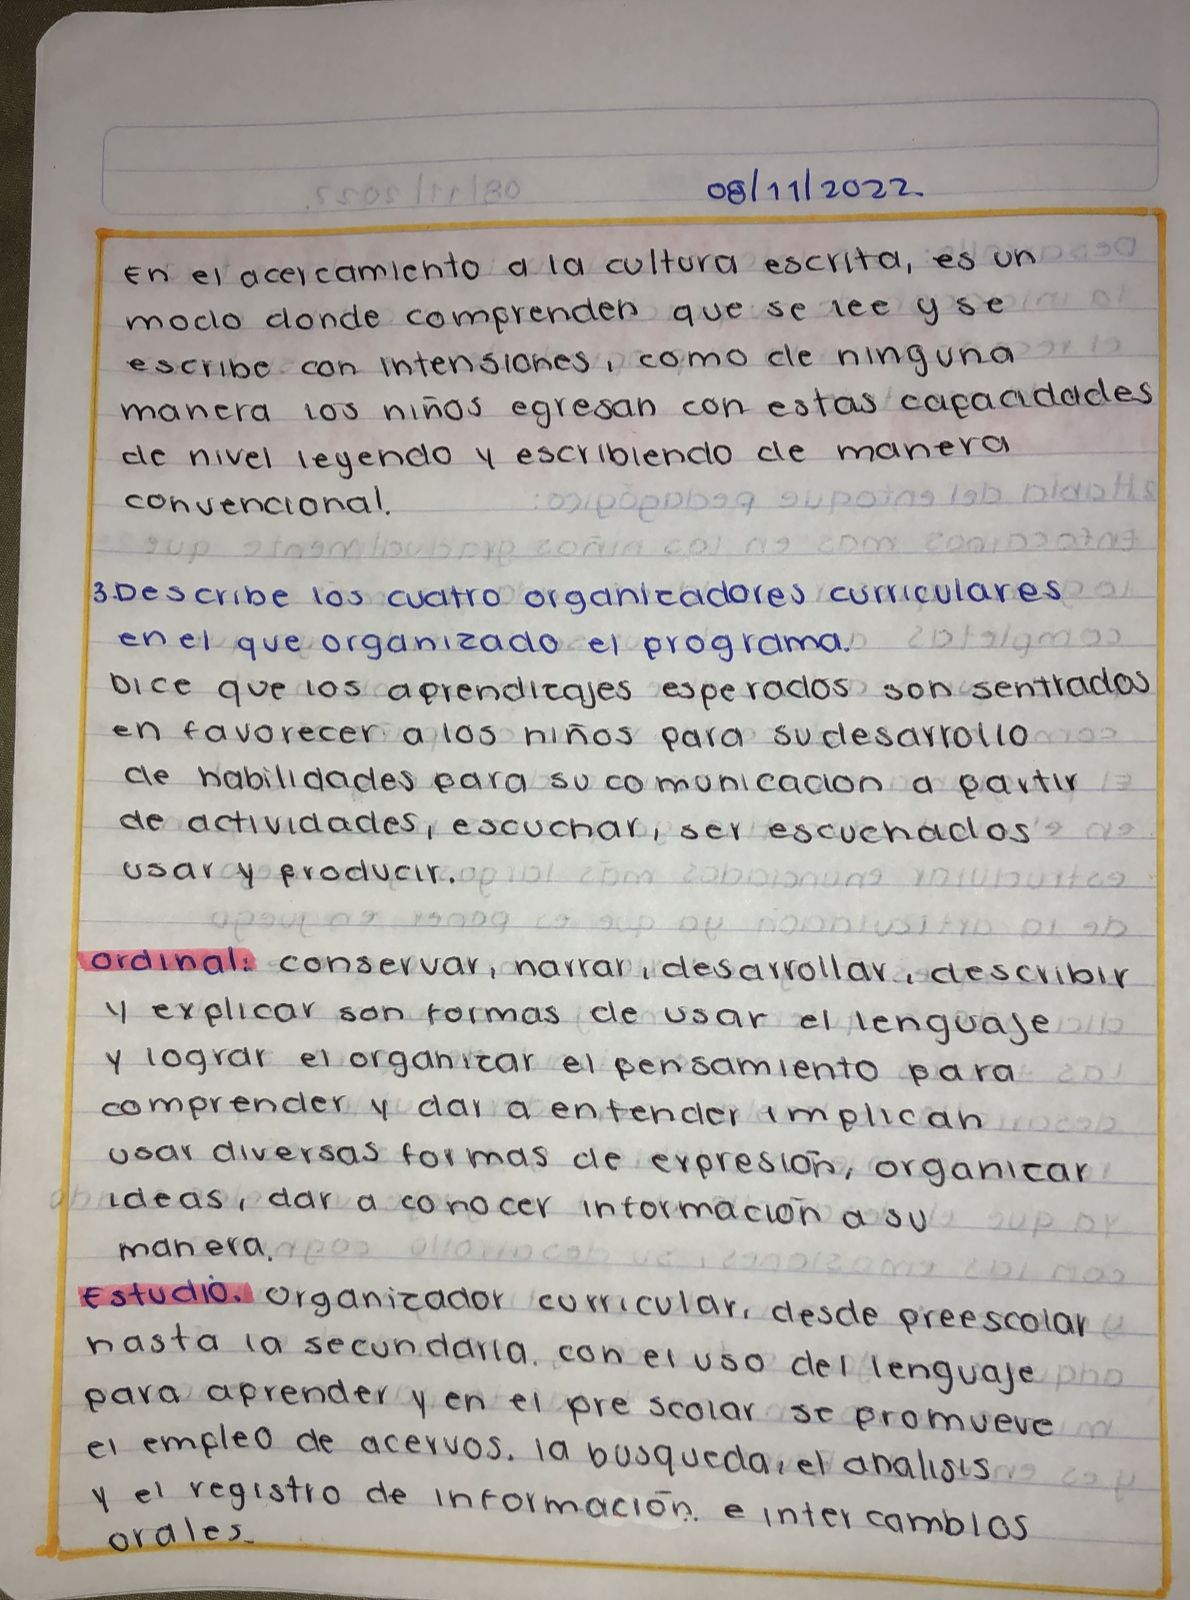 08/11/2022.
En el acercamiento a la cultura escrita, es un
modo donde comprenden que se lee y se
escribe con intensiones, como de ninguna
manera los niños egresan con estas capacidades
de nivel leyendo y escribiendo de manera
convencional.
3. Describe los cuatro organizadores curriculares
en el que organizado el programa.
Dice que los aprendizajes esperados son sentrados
en favorecer a los niños para su desarrollo
de habilidades para su comunicacion a partir
de actividades, escuchar, ser escuchados
usar y producir.
ordinal: conservar, narrar, desarrollar, describir
y explicar son formas de usar el lenguaje
y lograr el organizar el pensamiento para
comprender y dar a entender implican
usar diversas formas de expresión, organizar
ideas, dar a conocer información a su
manera.
Estudio. organizador curricular, desde preescolar
hasta la secundaria. con el uso del lenguaje
para aprender y en el pre scolar se promueve
el empleo de acervos. la busqueda, el analisis
y el registro de información. e intercambios
orales.